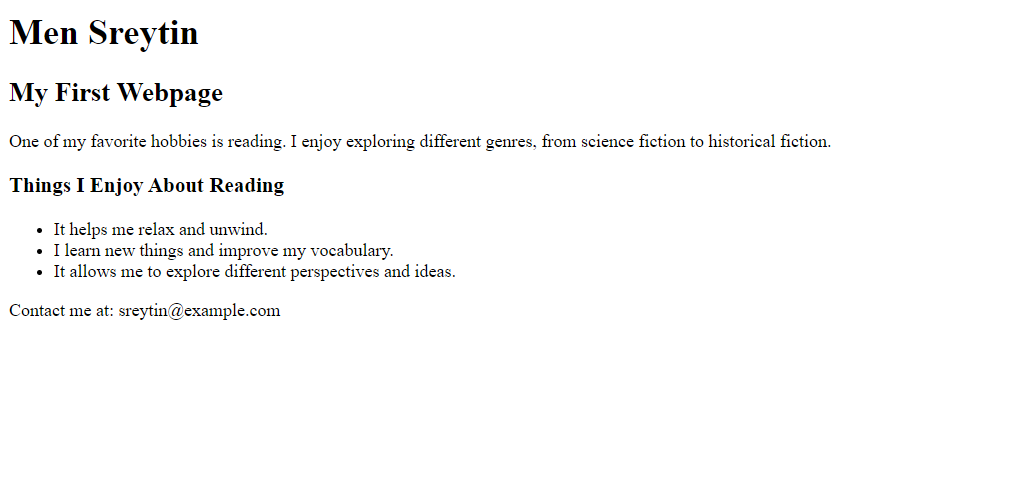 Men Sreytin
My First Webpage
One of my favorite hobbies is reading. I enjoy exploring different genres, from science fiction to historical fiction.
Things I Enjoy About Reading
• It helps me relax and unwind.
• I learn new things and improve my vocabulary.
• It allows me to explore different perspectives and ideas.
Contact me at: sreytin@example.com